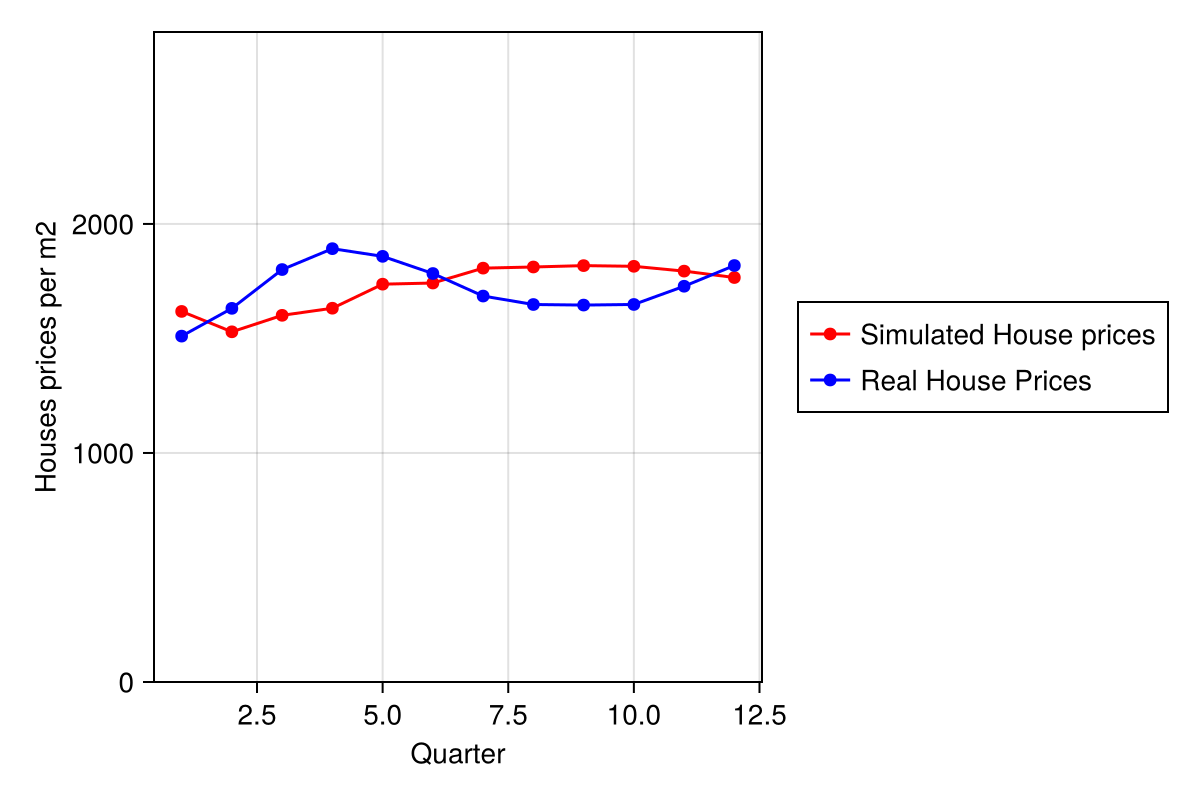 Houses prices per m2
2000
1000
0
2.5 5.0 7.5 10.0 12.5
Quarter
Simulated House prices
Real House Prices